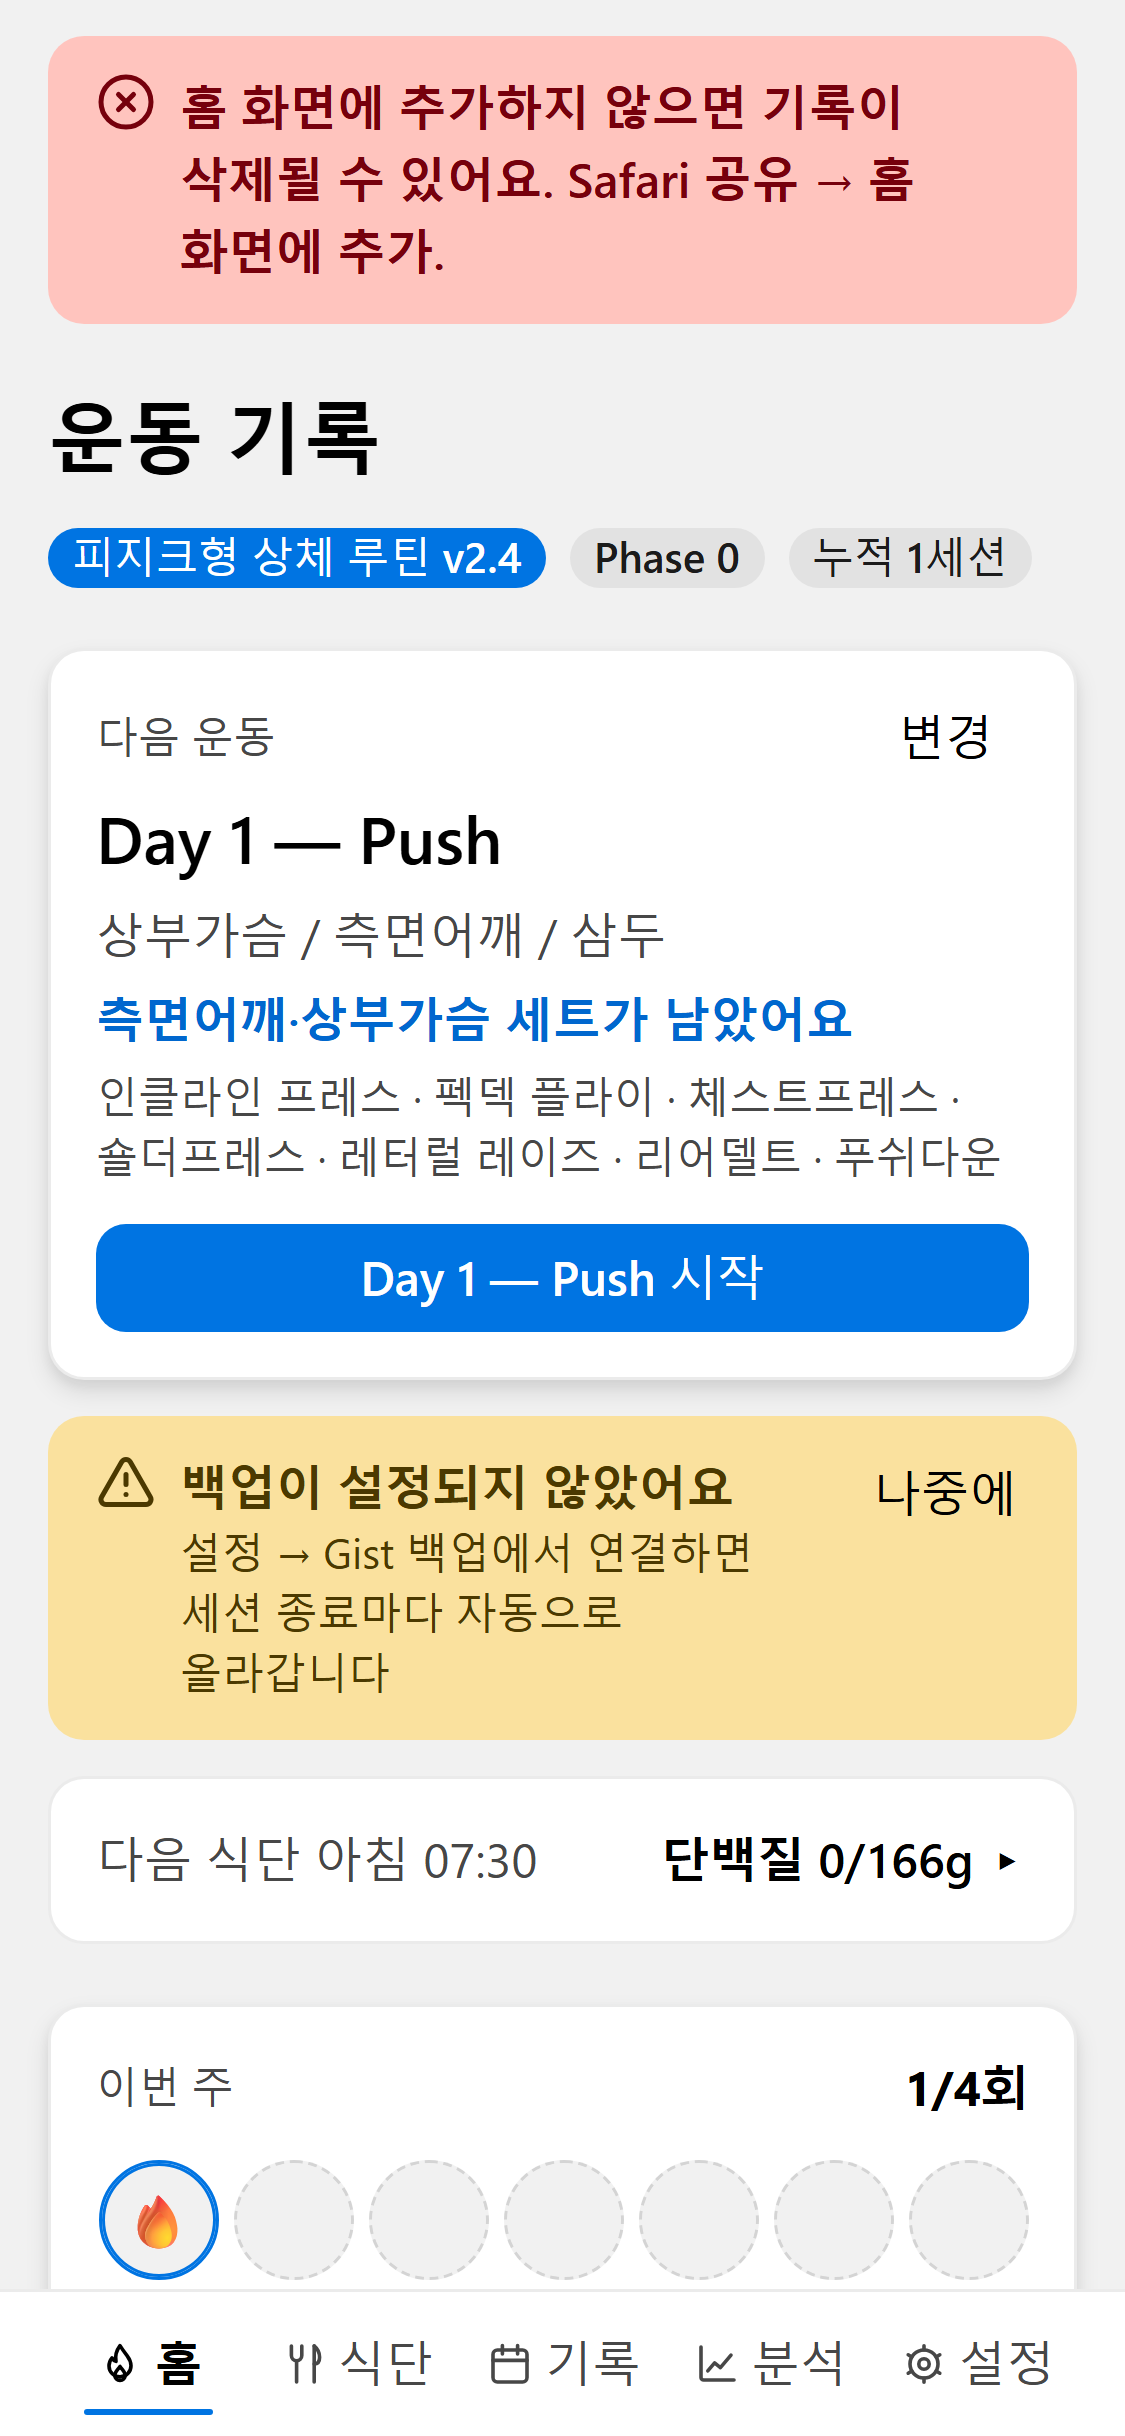 홈 화면에 추가하지 않으면 기록이
삭제될 수 있어요. Safari 공유 → 홈
화면에 추가.
운동 기록
피지크형 상체 루틴 v2.4
Phase 0
누적 1세션
다음 운동
변경
Day 1 — Push
상부가슴 / 측면어깨 / 삼두
측면어깨·상부가슴 세트가 남았어요
인클라인 프레스 · 펙덱 플라이 · 체스트프레스 ·
숄더프레스 · 레터럴 레이즈 · 리어델트 · 푸쉬다운
Day 1 — Push 시작
백업이 설정되지 않았어요
나중에
설정 → Gist 백업에서 연결하면
세션 종료마다 자동으로
올라갑니다
다음 식단 아침 07:30
단백질 0/166g ▸
이번 주
1/4회
홈
식단
기록
분석
설정